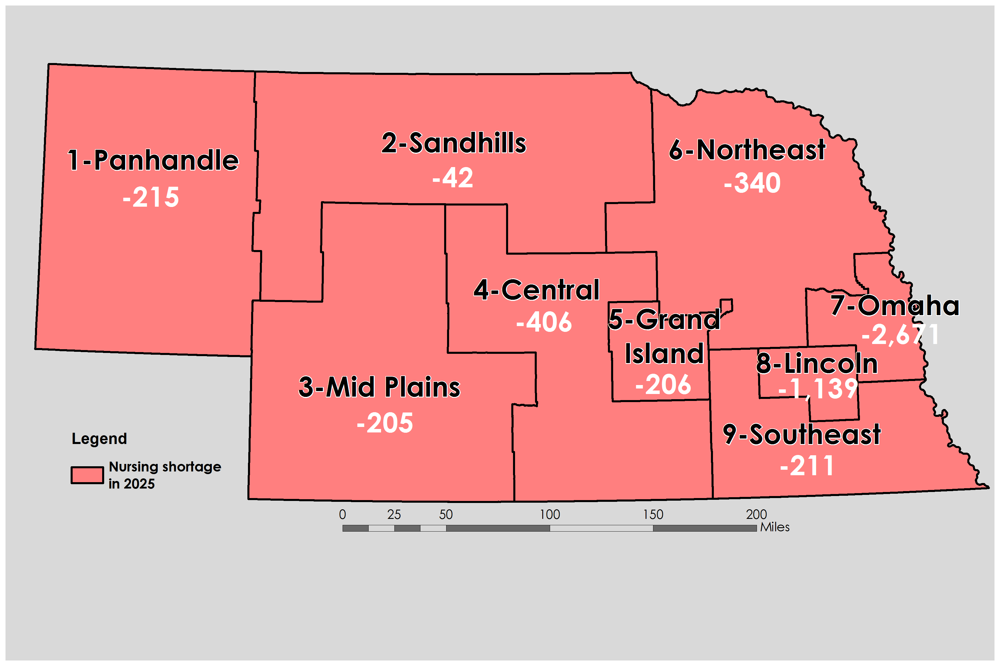 1-Panhandle
-215
2-Sandhills
-42
6-Northeast
-340
4-Central
-406
5-Grand
Island
-206
7-Omaha
-2,671
8-Lincoln
-1,139
3-Mid Plains
-205
9-Southeast
-211
Legend
Nursing shortage
in 2025
0 25 50 100 150 200
Miles